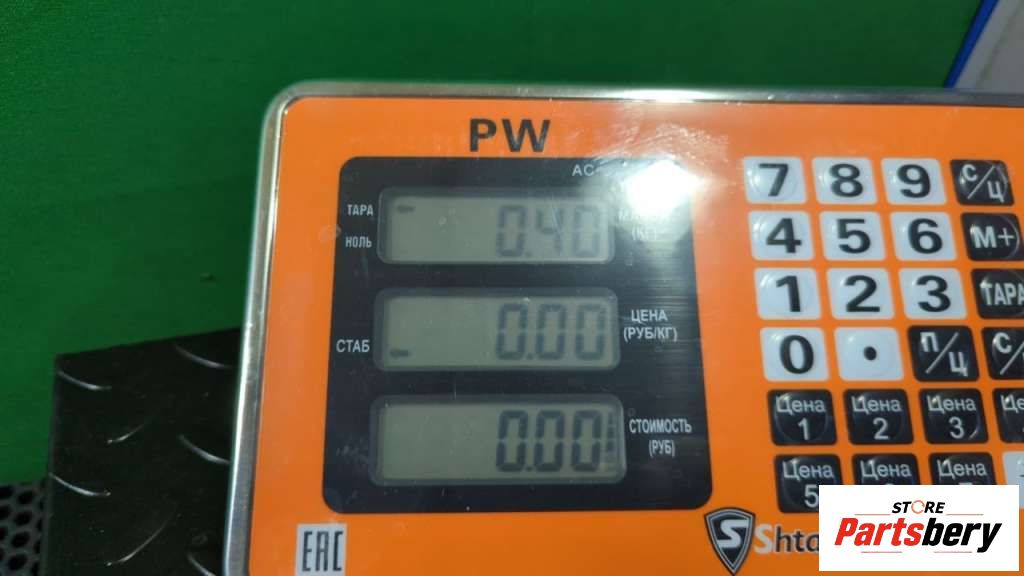 PW
AC
ТАРА
НОЛЬ
0.40
(КГ)
СТАБ
0.00
ЦЕНА
(РУБ/КГ)
0.00
СТОИМОСТЬ
(РУБ)
7 8 9 С/Ц
4 5 6 М+
1 2 3 ТАРА
0 . П/Ц
Цена 1
Цена 2
Цена 3
Цена 5
Цена
Цена
EAC
S
STORE
Partsbery